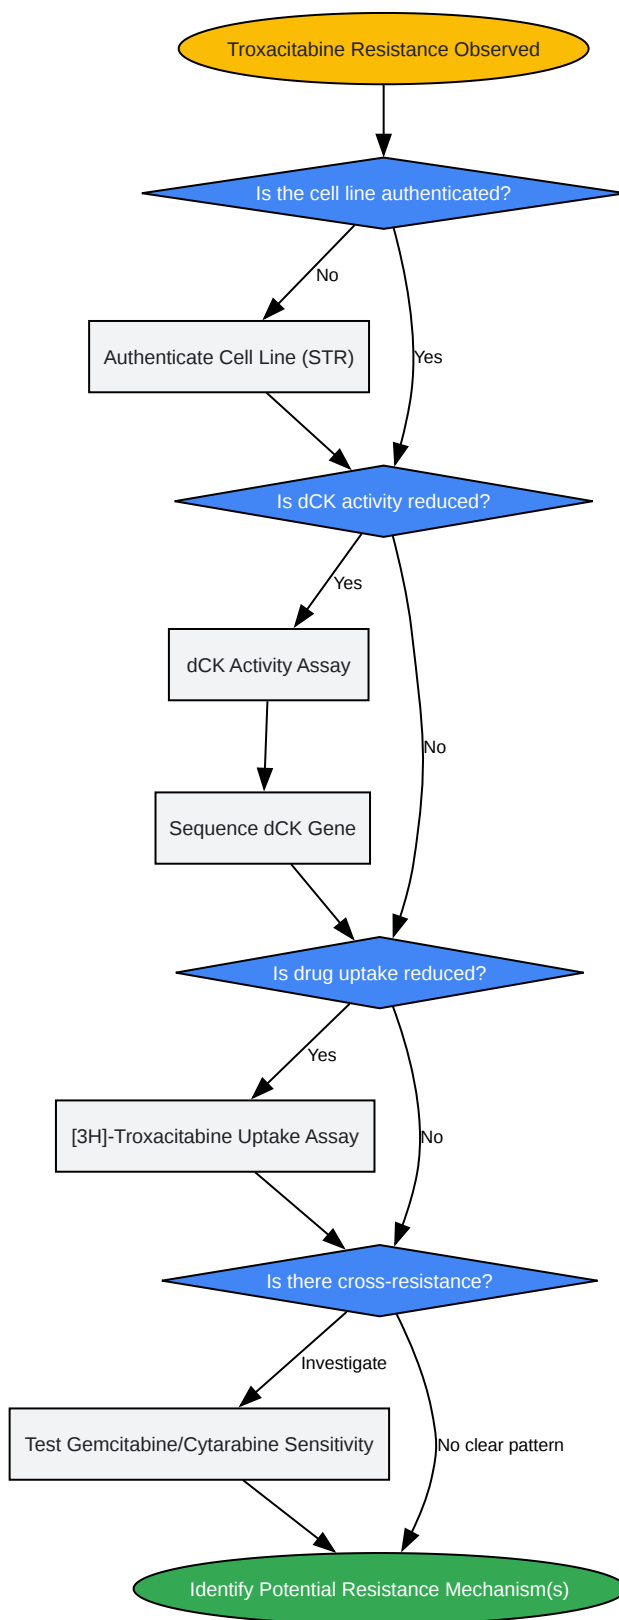 Troxacitabine Resistance Observed
Is the cell line authenticated?
No
Authenticate Cell Line (STR)
Yes
Is dCK activity reduced?
Yes
dCK Activity Assay
No
Sequence dCK Gene
Is drug uptake reduced?
Yes
[3H]-Troxacitabine Uptake Assay
No
Is there cross-resistance?
Investigate
Test Gemcitabine/Cytarabine Sensitivity
No clear pattern
Identify Potential Resistance Mechanism(s)